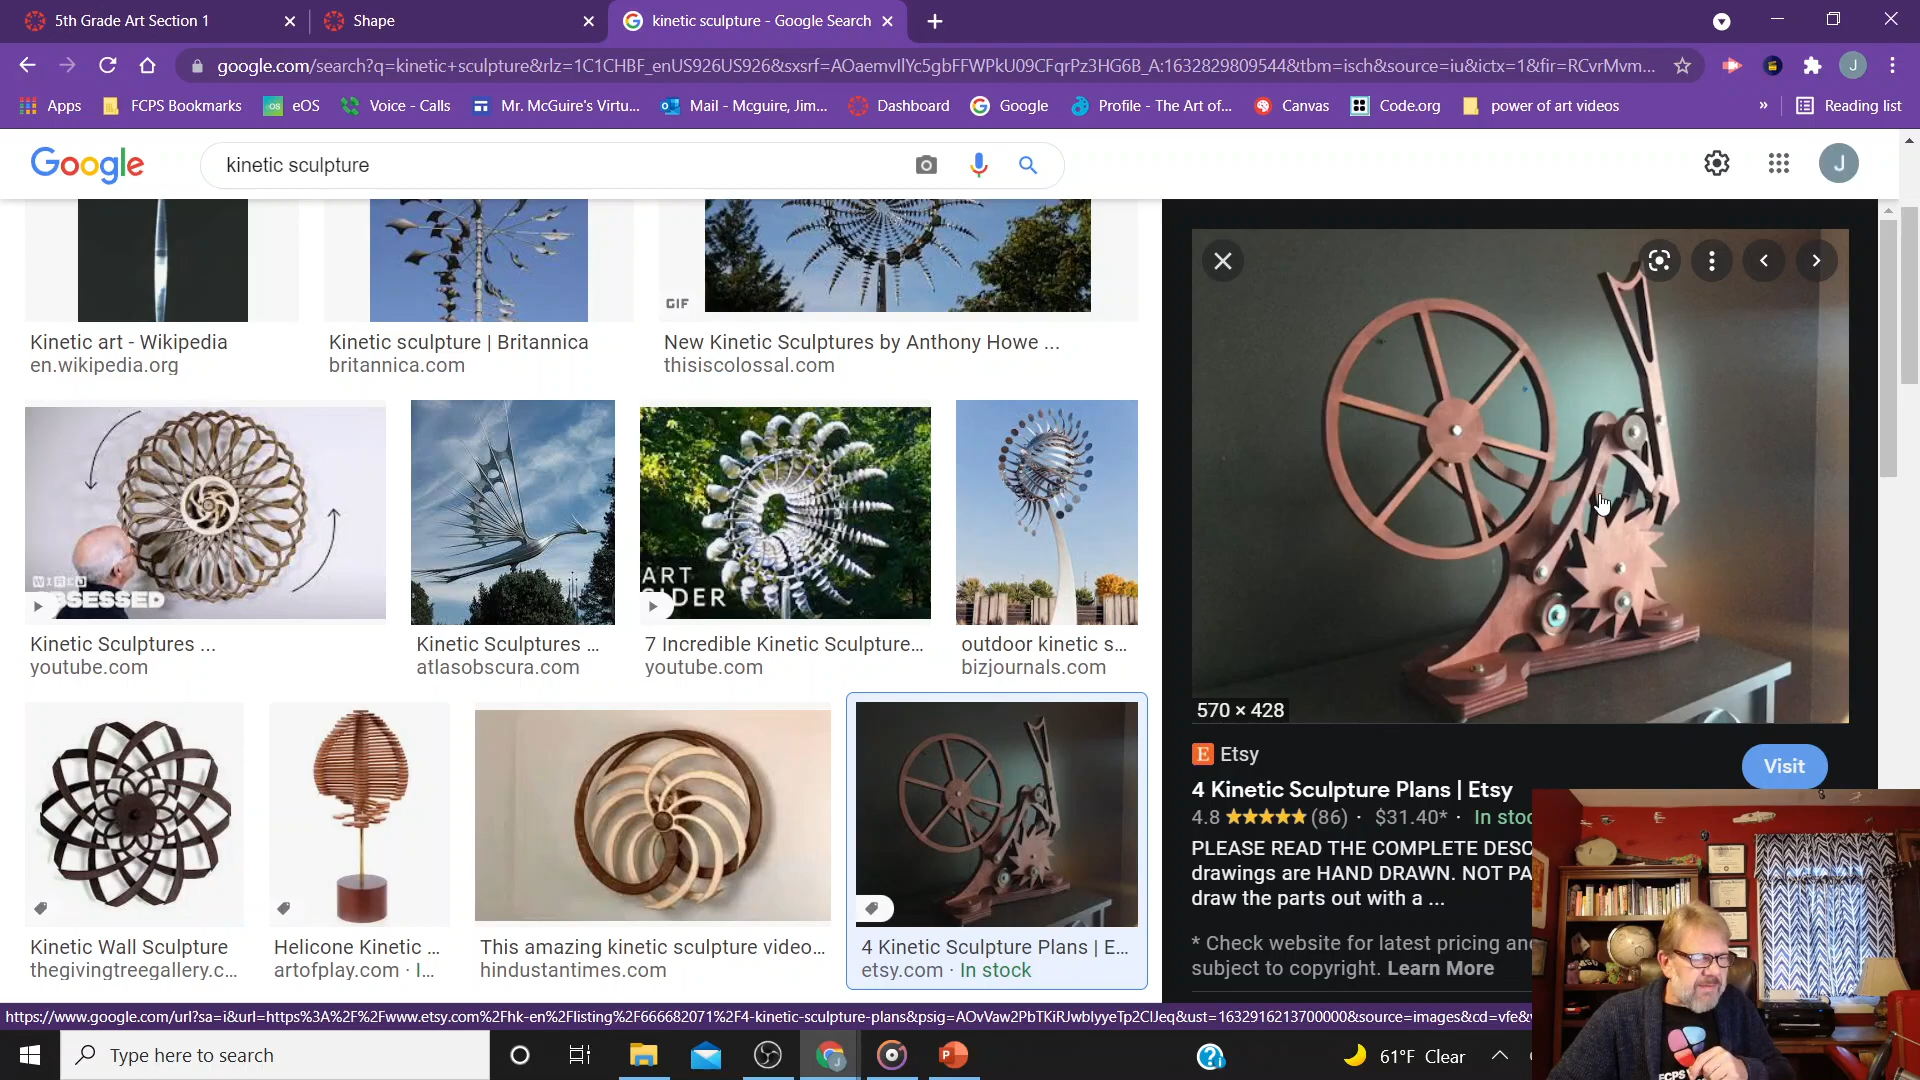 5th Grade Art Section 1
Shape
kinetic sculpture - Google Search
google.com/search?q=kinetic+sculpture&rlz=1C1CHBF_enUS926US926&sxsrf=AOaemvIlYc5gbFFWPkU09CFqrPz3HG6B_A:1632829809544&tbm=isch&source=iu&ictx=1&fir=RCvrMvm...
J
Apps
FCPS Bookmarks
eOS
Voice - Calls
Mr. McGuire's Virtu...
Mail - Mcguire, Jim...
Dashboard
Google
Profile - The Art of...
Canvas
Code.org
power of art videos
»
Reading list
Google
kinetic sculpture
J
GIF
Kinetic art - Wikipedia
en.wikipedia.org
Kinetic sculpture | Britannica
britannica.com
New Kinetic Sculptures by Anthony Howe ...
thisiscolossal.com
WIRED
OBSESSED
ART
Kinetic Sculptures ...
youtube.com
Kinetic Sculptures ...
atlasobscura.com
7 Incredible Kinetic Sculpture...
youtube.com
outdoor kinetic s...
bizjournals.com
Kinetic Wall Sculpture
thegivingtreegallery.c...
Helicone Kinetic ...
artofplay.com · I...
This amazing kinetic sculpture video...
hindustantimes.com
4 Kinetic Sculpture Plans | E...
etsy.com · In stock
570 × 428
E Etsy
Visit
4 Kinetic Sculpture Plans | Etsy
4.8 ★★★★★ (86) · $31.40* · In stoc
PLEASE READ THE COMPLETE DESC
drawings are HAND DRAWN. NOT PA
draw the parts out with a ...
* Check website for latest pricing and
subject to copyright. Learn More
FCPS
https://www.google.com/url?sa=i&url=https%3A%2F%2Fwww.etsy.com%2Fhk-en%2Flisting%2F666682071%2F4-kinetic-sculpture-plans&psig=AOvVaw2PbTKiRJwblyyeTp2ClJeq&ust=1632916213700000&source=images&cd=vfe&
Type here to search
61°F Clear